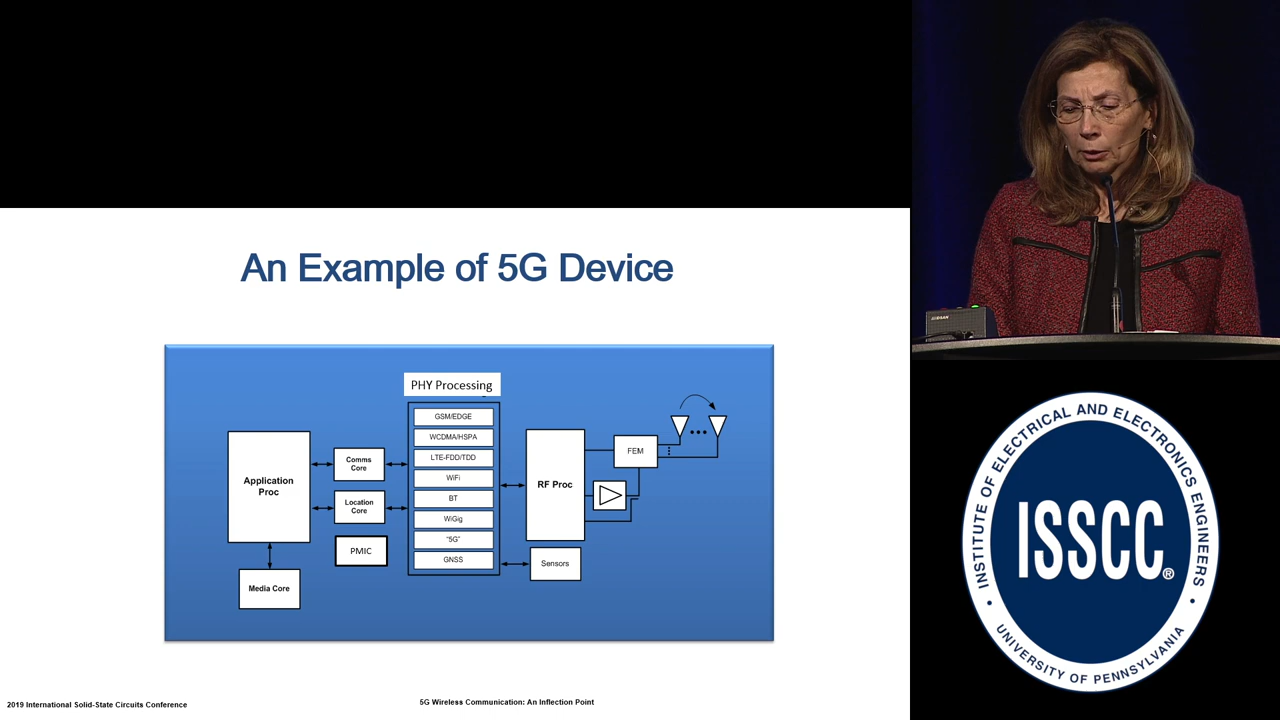 An Example of 5G Device
PHY Processing
GSM/EDGE
WCDMA/HSPA
LTE-FDD/TDD
WiFi
BT
WiGig
"5G"
GNSS
Application
Proc
Comms
Core
Location
Core
PMIC
Media Core
RF Proc
FEM
Sensors
2019 International Solid-State Circuits Conference
5G Wireless Communication: An Inflection Point
INSTITUTE OF ELECTRICAL AND ELECTRONICS ENGINEERS
ISSCC®
UNIVERSITY OF PENNSYLVANIA